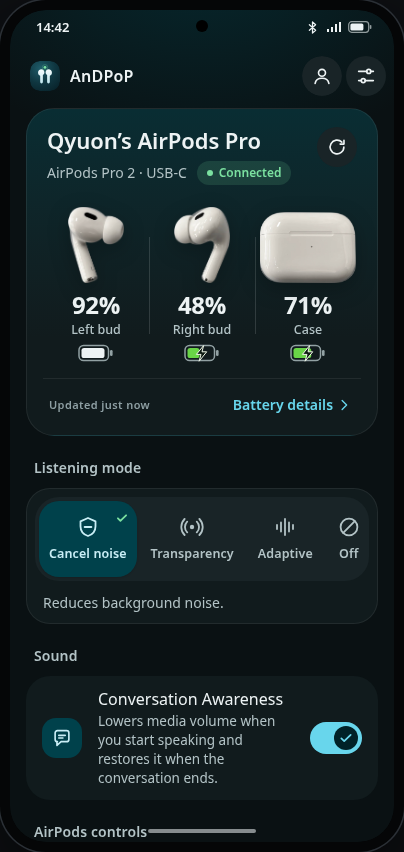 14:42
AnDPoP
Qyuon’s AirPods Pro
AirPods Pro 2 · USB-C Connected
92% 48% 71%
Left bud Right bud Case
Updated just now Battery details
Listening mode
Cancel noise Transparency Adaptive Off
Reduces background noise.
Sound
Conversation Awareness
Lowers media volume when
you start speaking and
restores it when the
conversation ends.
AirPods controls